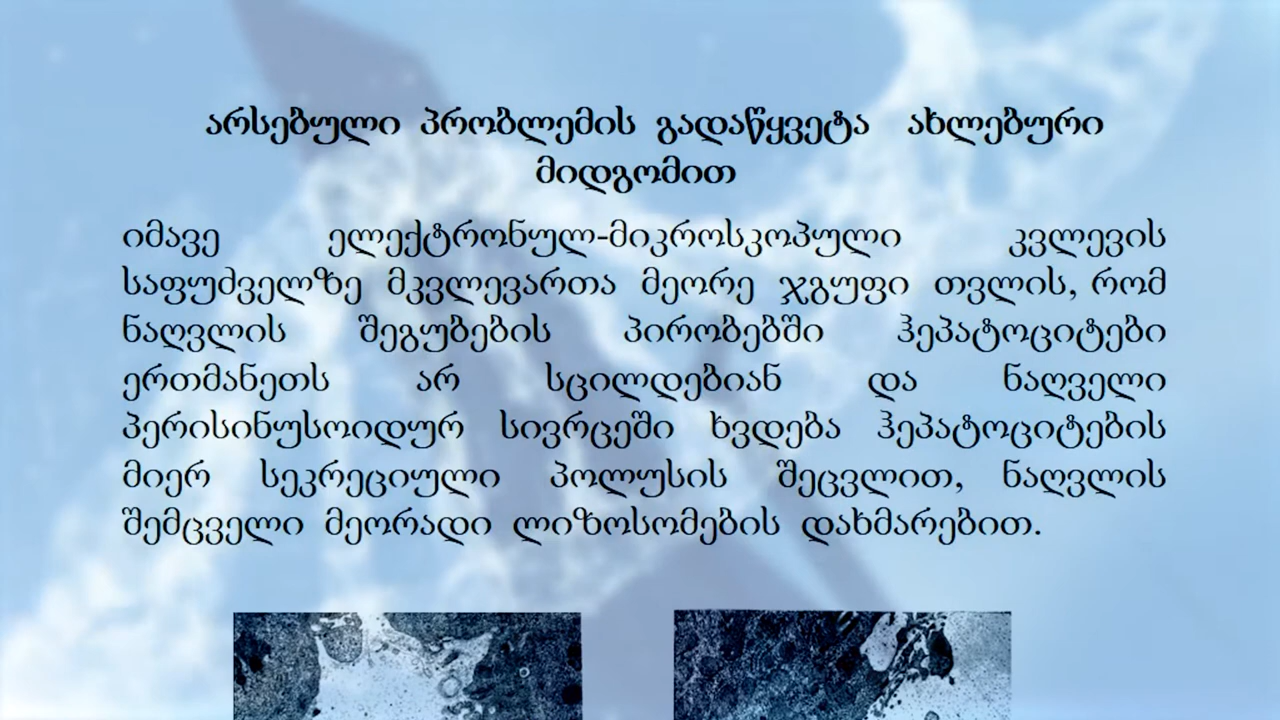 არსებული პრობლემის გადაწყვეტა ახლებური
მიდგომით
იმავე ელექტრონულ-მიკროსკოპული კვლევის
საფუძველზე მკვლევართა მეორე ჯგუფი თვლის, რომ
ნაღვლის შეგუბების პირობებში ჰეპატოციტები
ერთმანეთს არ სცილდებიან და ნაღველი
პერისინუსოიდურ სივრცეში ხვდება ჰეპატოციტების
მიერ სეკრეციული პოლუსის შეცვლით, ნაღვლის
შემცველი მეორადი ლიზოსომების დახმარებით.